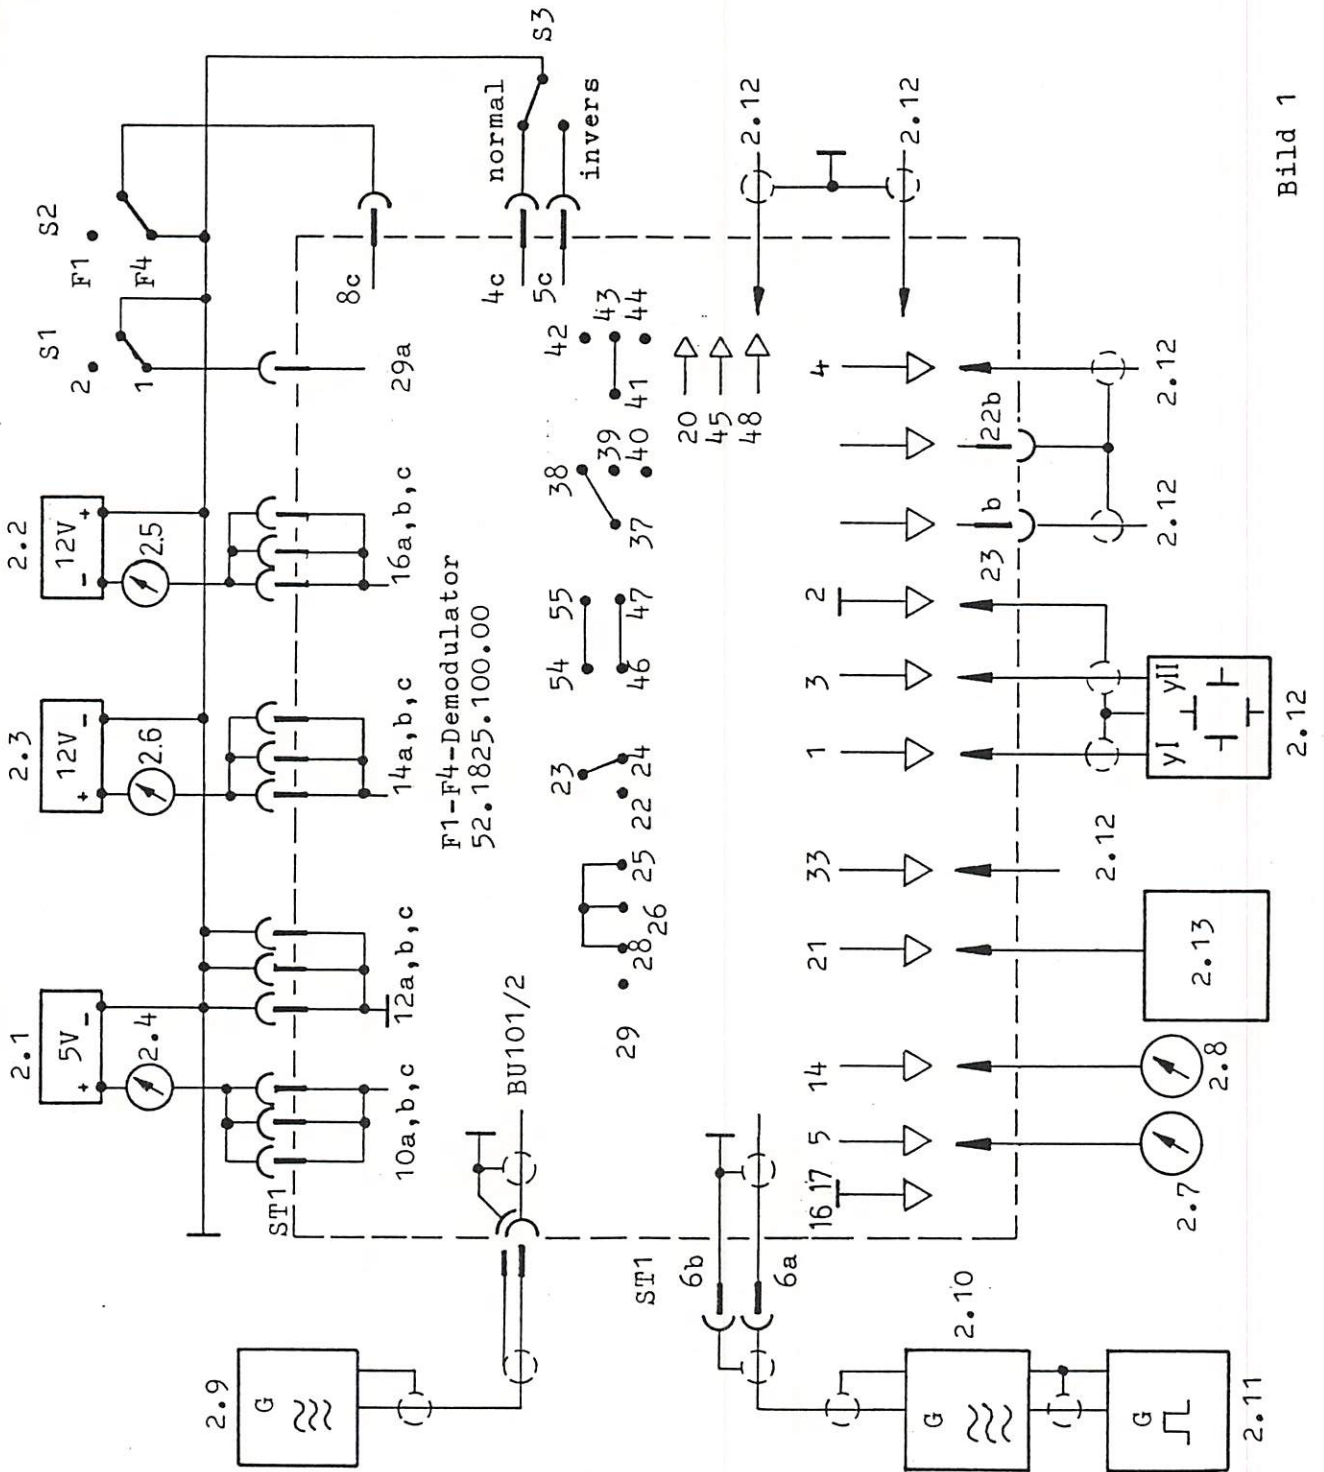 2.1
5V
+
-
2.4
2.3
12V
+
-
2.6
2.2
12V
-
+
2.5
S1
2
1
S2
F1
F4
S3
normal
invers
ST1
10a,b,c
12a,b,c
14a,b,c
16a,b,c
29a
8c
4c
5c
F1-F4-Demodulator
52.1825.100.00
BU101/2
2.9
G
29
28
26
25
22
23
24
54
55
46
47
37
38
39
40
41
42
43
44
20
45
48
2.12
2.12
ST1
6b
6a
16 17
5
14
21
33
1
3
2
23
b
22b
4
2.10
G
2.11
G
2.7
2.8
2.13
2.12
yI
yII
2.12
2.12
2.12
Bild 1